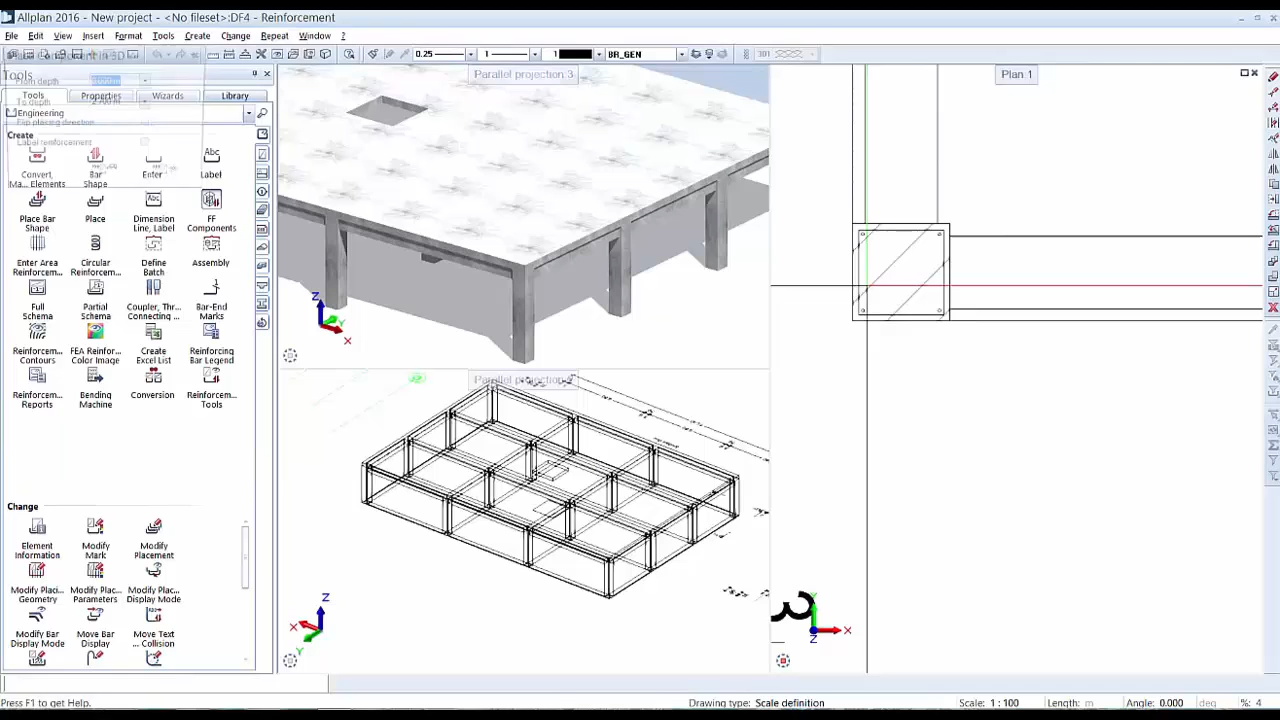 Allplan 2016 - New project - <No fileset>:DF4 - Reinforcement
File Edit View Insert Format Tools Create Change Repeat Window ?
0.25 1 1 BR_GEN 301
Tools
Tools Properties Wizards Library
Engineering
Create
Label reinforcement
Convert, Ma... Elements
Bar Shape
Enter
Label
Place Bar Shape
Place
Dimension Line, Label
FF Components
Enter Area Reinforcem...
Circular Reinforcem...
Define Batch
Assembly
Full Schema
Partial Schema
Coupler, Thr... Connecting ...
Bar-End Marks
Reinforcem... Contours
FEA Reinfor... Color Image
Create Excel List
Reinforcing Bar Legend
Reinforcem... Reports
Bending Machine
Conversion
Reinforcem... Tools
Change
Element Information
Modify Mark
Modify Placement
Modify Placi... Geometry
Modify Plac... Parameters
Modify Plac... Display Mode
Modify Bar Display Mode
Move Bar Display
Move Text ... Collision
Parallel projection 3
Z
Y
X
Parallel projection
Z
X
Y
Plan 1
X
Z
Press F1 to get Help.
Drawing type: Scale definition
Scale: 1 : 100
Length: m
Angle: 0.000 deg
%: 4